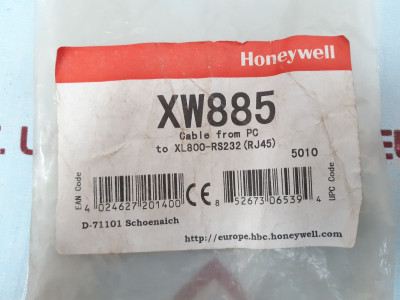 Honeywell
XW885
Cable from PC
to XL800-RS232(RJ45)
5010
EAN Code
4 024627 201400
CE
8 52673 06539 4
UPC Code
D-71101 Schoenaich
http://europe.hbc.honeywell.com